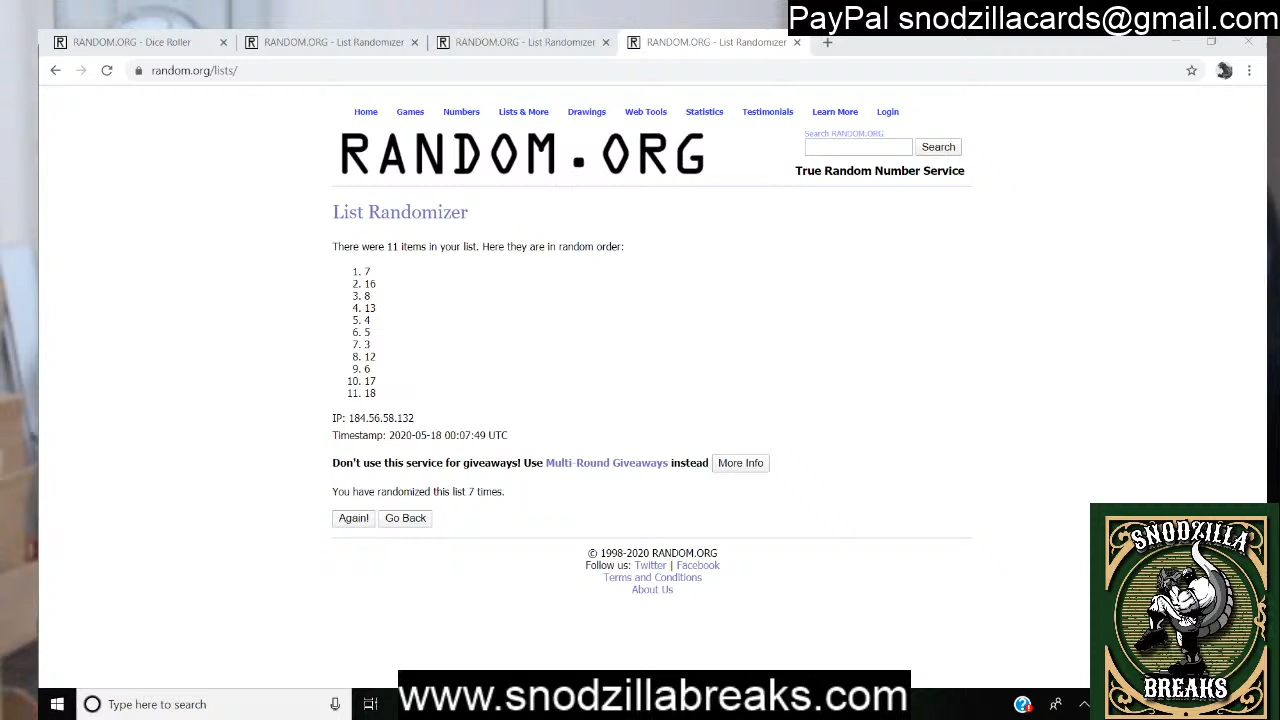 PayPal snodzillacards@gmail.com
RANDOM.ORG - Dice Roller
RANDOM.ORG - List Randomizer
RANDOM.ORG - List Randomizer
RANDOM.ORG - List Randomizer
random.org/lists/
Home Games Numbers Lists & More Drawings Web Tools Statistics Testimonials Learn More Login
RANDOM.ORG
Search RANDOM.ORG
Search
True Random Number Service
List Randomizer
There were 11 items in your list. Here they are in random order:
1. 7
2. 16
3. 8
4. 13
5. 4
6. 5
7. 3
8. 12
9. 6
10. 17
11. 18
IP: 184.56.58.132
Timestamp: 2020-05-18 00:07:49 UTC
Don't use this service for giveaways! Use Multi-Round Giveaways instead More Info
You have randomized this list 7 times.
Again! Go Back
© 1998-2020 RANDOM.ORG
Follow us: Twitter | Facebook
Terms and Conditions
About Us
SNODZILLA
BREAKS
Type here to search
www.snodzillabreaks.com